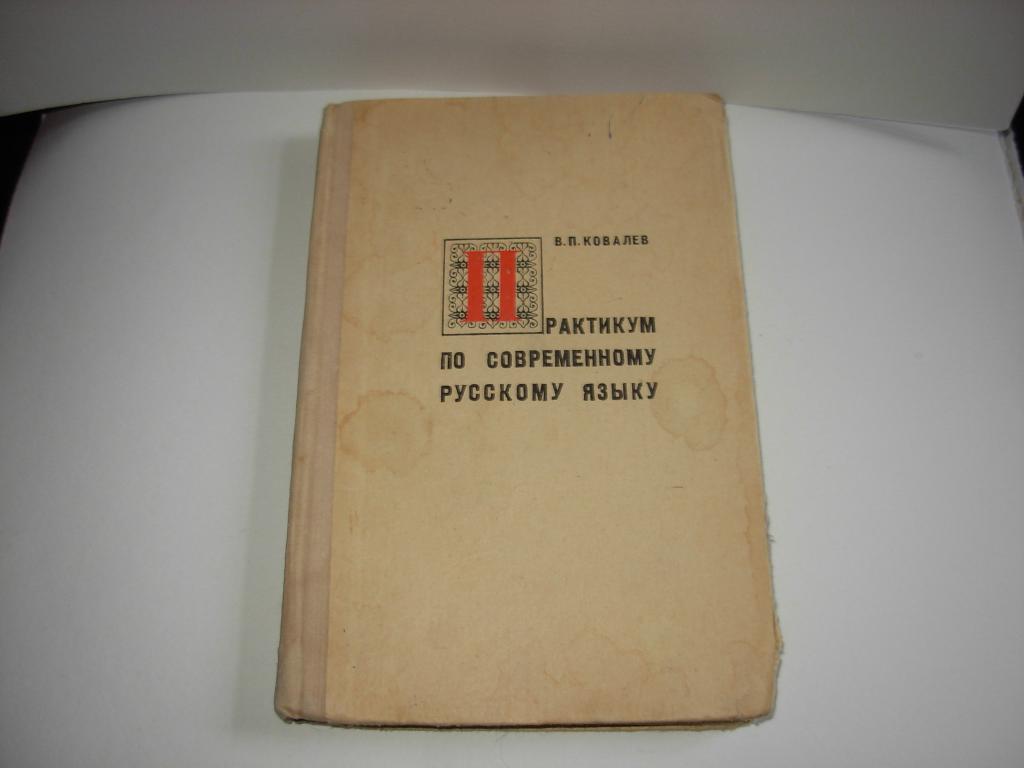 В.П.КОВАЛЕВ
ПРАКТИКУМ
ПО СОВРЕМЕННОМУ
РУССКОМУ ЯЗЫКУ